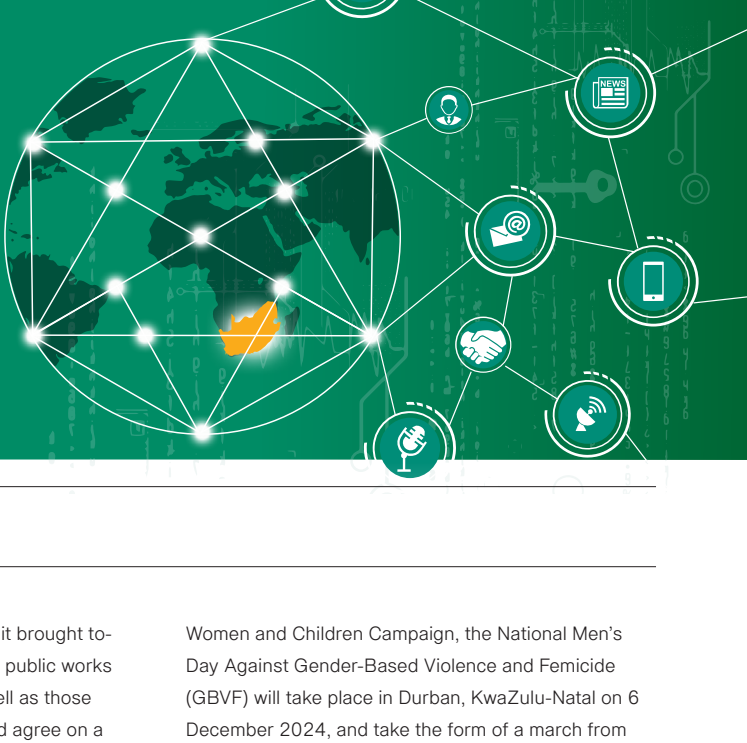 NEWS
@
it brought to-
public works
ell as those
d agree on a
Women and Children Campaign, the National Men's
Day Against Gender-Based Violence and Femicide
(GBVF) will take place in Durban, KwaZulu-Natal on 6
December 2024, and take the form of a march from